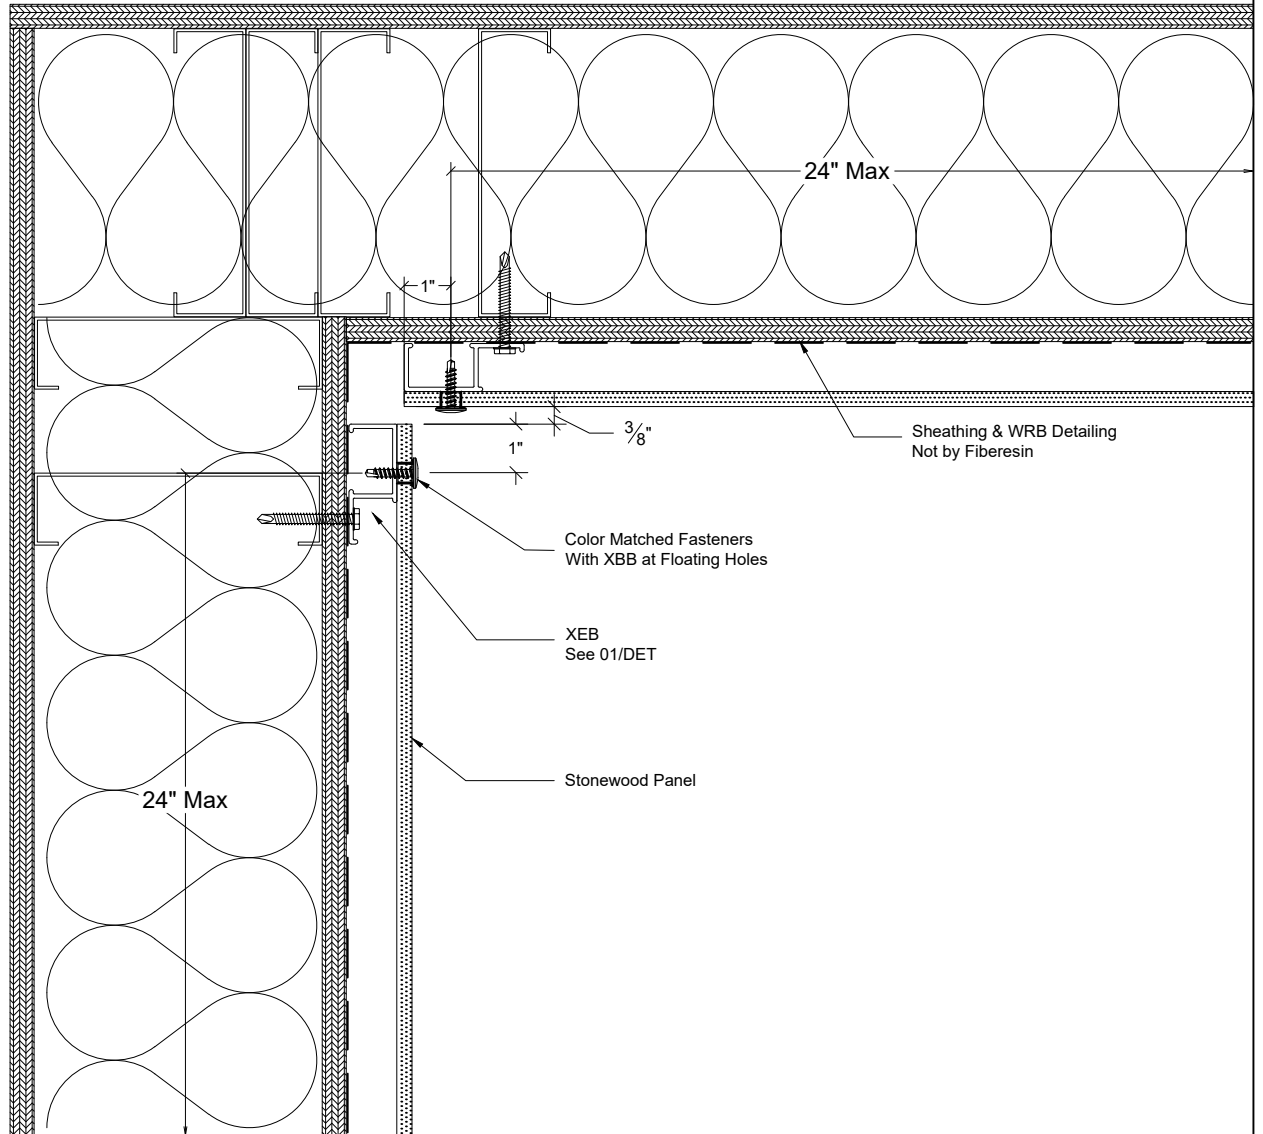 24" Max
1"
3/8"
1"
Sheathing & WRB Detailing
Not by Fiberesin
Color Matched Fasteners
With XBB at Floating Holes
XEB
See 01/DET
Stonewood Panel
24" Max